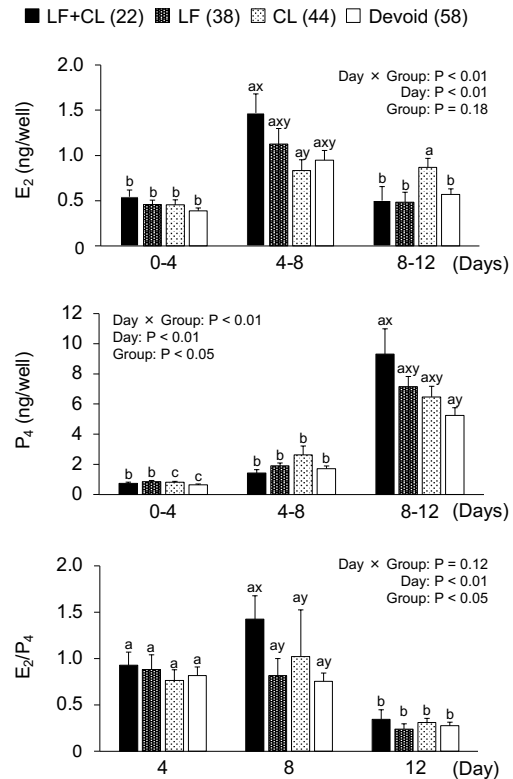 LF+CL (22) LF (38) CL (44) Devoid (58)
2.0
1.5
1.0
0.5
0
E₂ (ng/well)
Day × Group: P < 0.01
Day: P < 0.01
Group: P = 0.18
b b b b
ax axy ay axy
b b a b
0-4 4-8 8-12 (Days)
14
12
10
8
6
4
2
0
P₄ (ng/well)
Day × Group: P < 0.01
Day: P < 0.01
Group: P < 0.05
b b c c
b b b b
ax axy axy ay
0-4 4-8 8-12 (Days)
2.0
1.5
1.0
0.5
0
E₂/P₄
Day × Group: P = 0.12
Day: P < 0.01
Group: P < 0.05
a a a a
ax ay ay ay
b b b b
4 8 12 (Days)